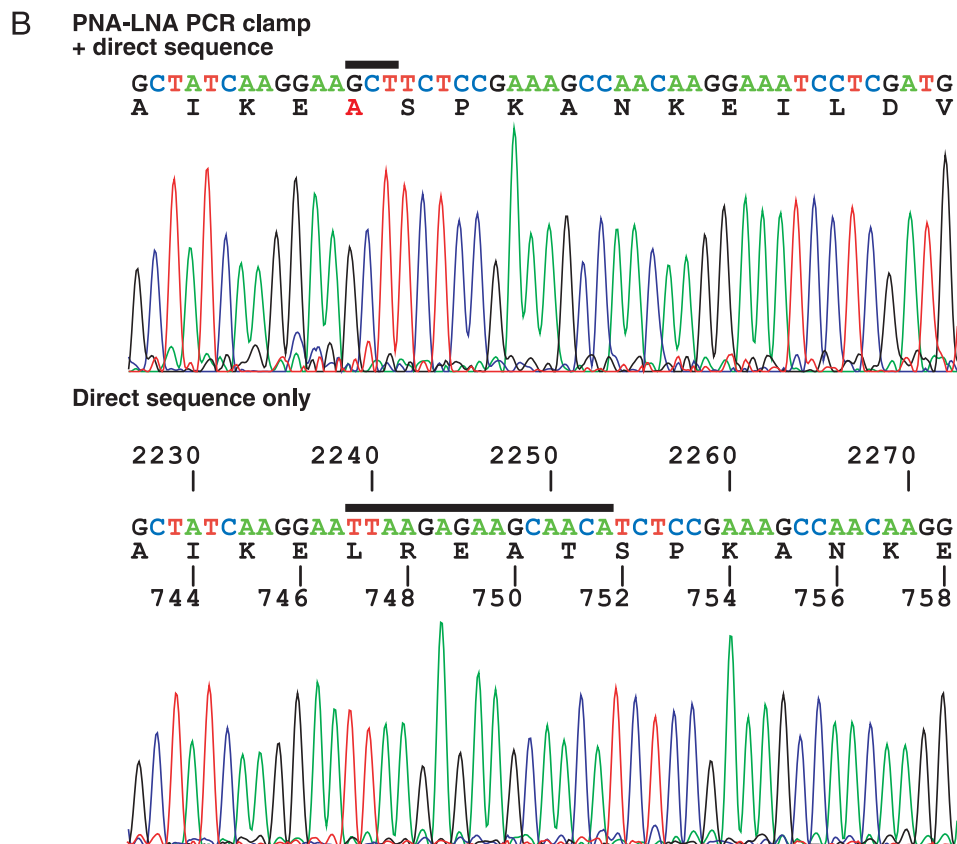 B
PNA-LNA PCR clamp
+ direct sequence
GCTATCAAGGAAGCTTCTCCGAAAGCCAACAAGGAAATCCTCGATG
A I K E A S P K A N K E I L D V
Direct sequence only
2230 2240 2250 2260 2270
GCTATCAAGGAATTAAGAGAAGCAACATCTCCGAAAGCCAACAAGG
A I K E L R E A T S P K A N K E
744 746 748 750 752 754 756 758